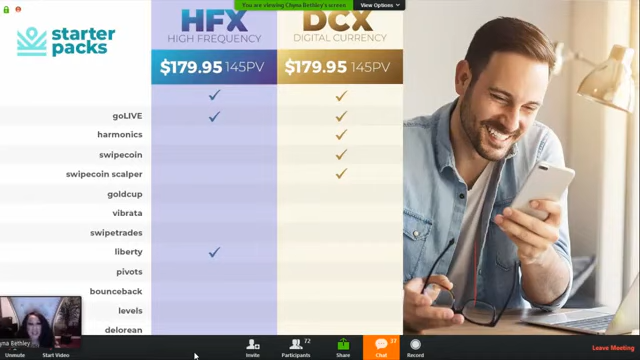 You are viewing Cliyna Bethley's screen
View Options
starter
packs
HFX
HIGH FREQUENCY
DCX
DIGITAL CURRENCY
$179.95 145PV
$179.95 145PV
goLIVE
harmonics
swipecoin
swipecoin scalper
goldcup
vibrata
swipetrades
liberty
pivots
bounceback
levels
delorean
Bethley
Unmute
Start Video
Invite
Participants
72
Share
Chat
Record
Leave Meeting